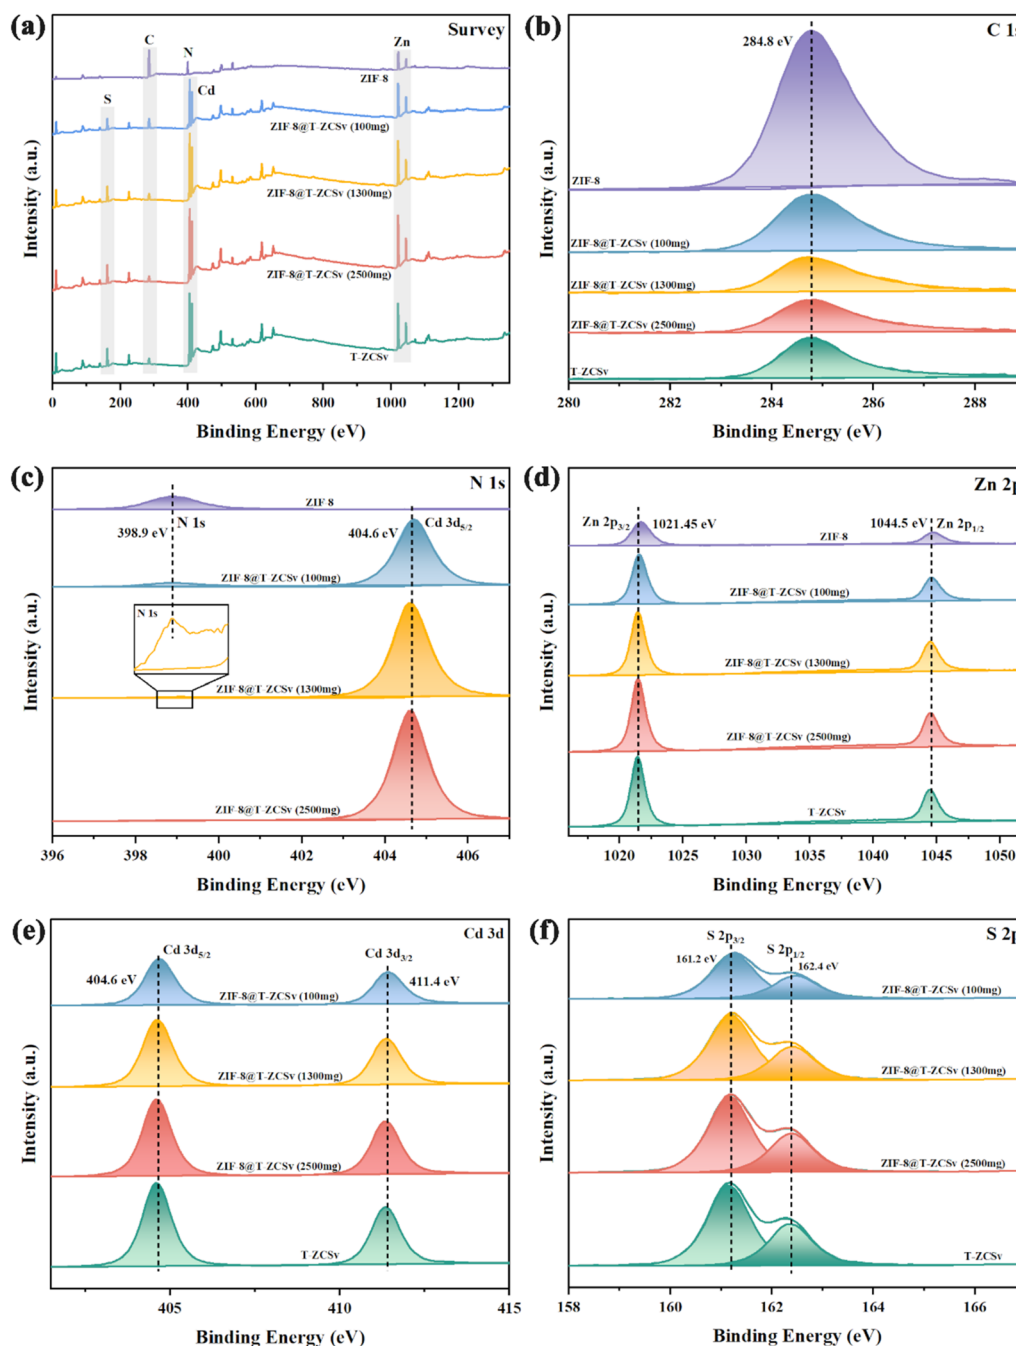 (a)
Survey
C
N
Zn
ZIF-8
S
Cd
ZIF-8@T-ZCSv (100mg)
ZIF-8@T-ZCSv (1300mg)
ZIF-8@T-ZCSv (2500mg)
T-ZCSv
Intensity (a.u.)
0 200 400 600 800 1000 1200
Binding Energy (eV)
(b)
C 1s
284.8 eV
ZIF-8
ZIF-8@T-ZCSv (100mg)
ZIF-8@T-ZCSv (1300mg)
ZIF-8@T-ZCSv (2500mg)
T-ZCSv
Intensity (a.u.)
280 282 284 286 288
Binding Energy (eV)
(c)
N 1s
ZIF-8
N 1s
398.9 eV
404.6 eV
Cd 3d5/2
ZIF-8@T-ZCSv (100mg)
N 1s
ZIF-8@T-ZCSv (1300mg)
ZIF-8@T-ZCSv (2500mg)
Intensity (a.u.)
396 398 400 402 404 406
Binding Energy (eV)
(d)
Zn 2p
Zn 2p3/2
1021.45 eV
1044.5 eV
Zn 2p1/2
ZIF-8
ZIF-8@T-ZCSv (100mg)
ZIF-8@T-ZCSv (1300mg)
ZIF-8@T-ZCSv (2500mg)
T-ZCSv
Intensity (a.u.)
1020 1025 1030 1035 1040 1045 1050
Binding Energy (eV)
(e)
Cd 3d
Cd 3d5/2
404.6 eV
Cd 3d3/2
411.4 eV
ZIF-8@T-ZCSv (100mg)
ZIF-8@T-ZCSv (1300mg)
ZIF-8@T-ZCSv (2500mg)
T-ZCSv
Intensity (a.u.)
405 410 415
Binding Energy (eV)
(f)
S 2p
S 2p3/2
161.2 eV
S 2p1/2
162.4 eV
ZIF-8@T-ZCSv (100mg)
ZIF-8@T-ZCSv (1300mg)
ZIF-8@T-ZCSv (2500mg)
T-ZCSv
Intensity (a.u.)
158 160 162 164 166
Binding Energy (eV)